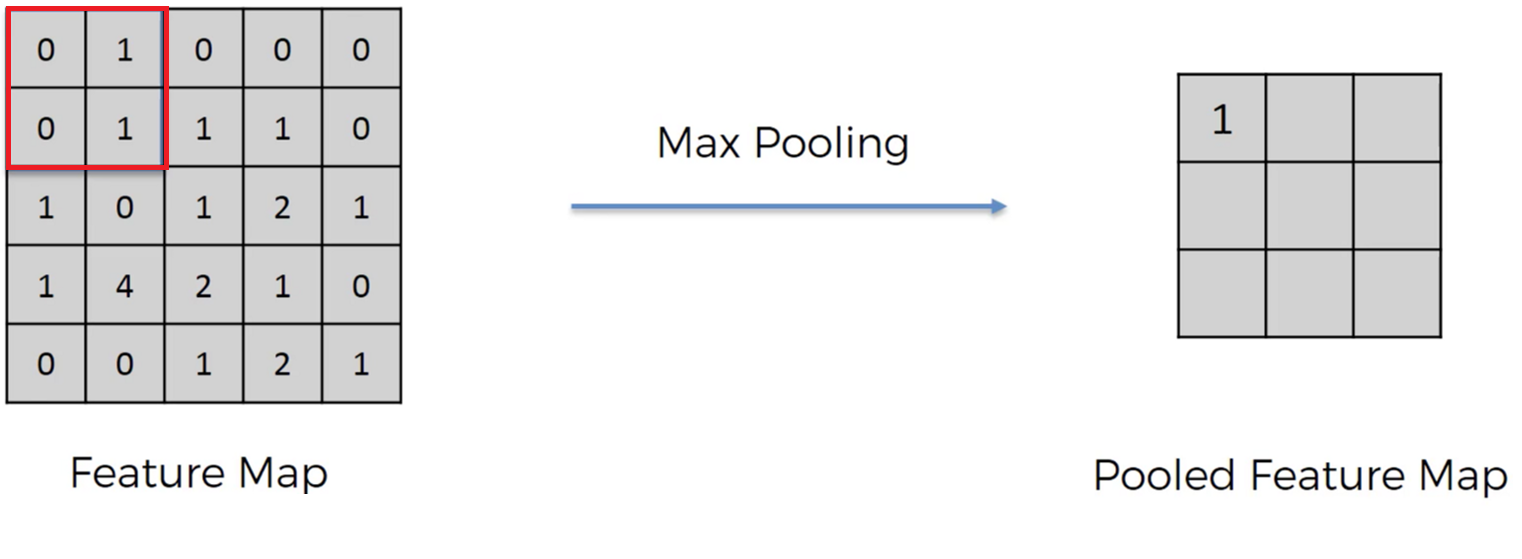 0 1 0 0 0
0 1 1 1 0
1 0 1 2 1
1 4 2 1 0
0 0 1 2 1
Feature Map
Max Pooling
1
Pooled Feature Map